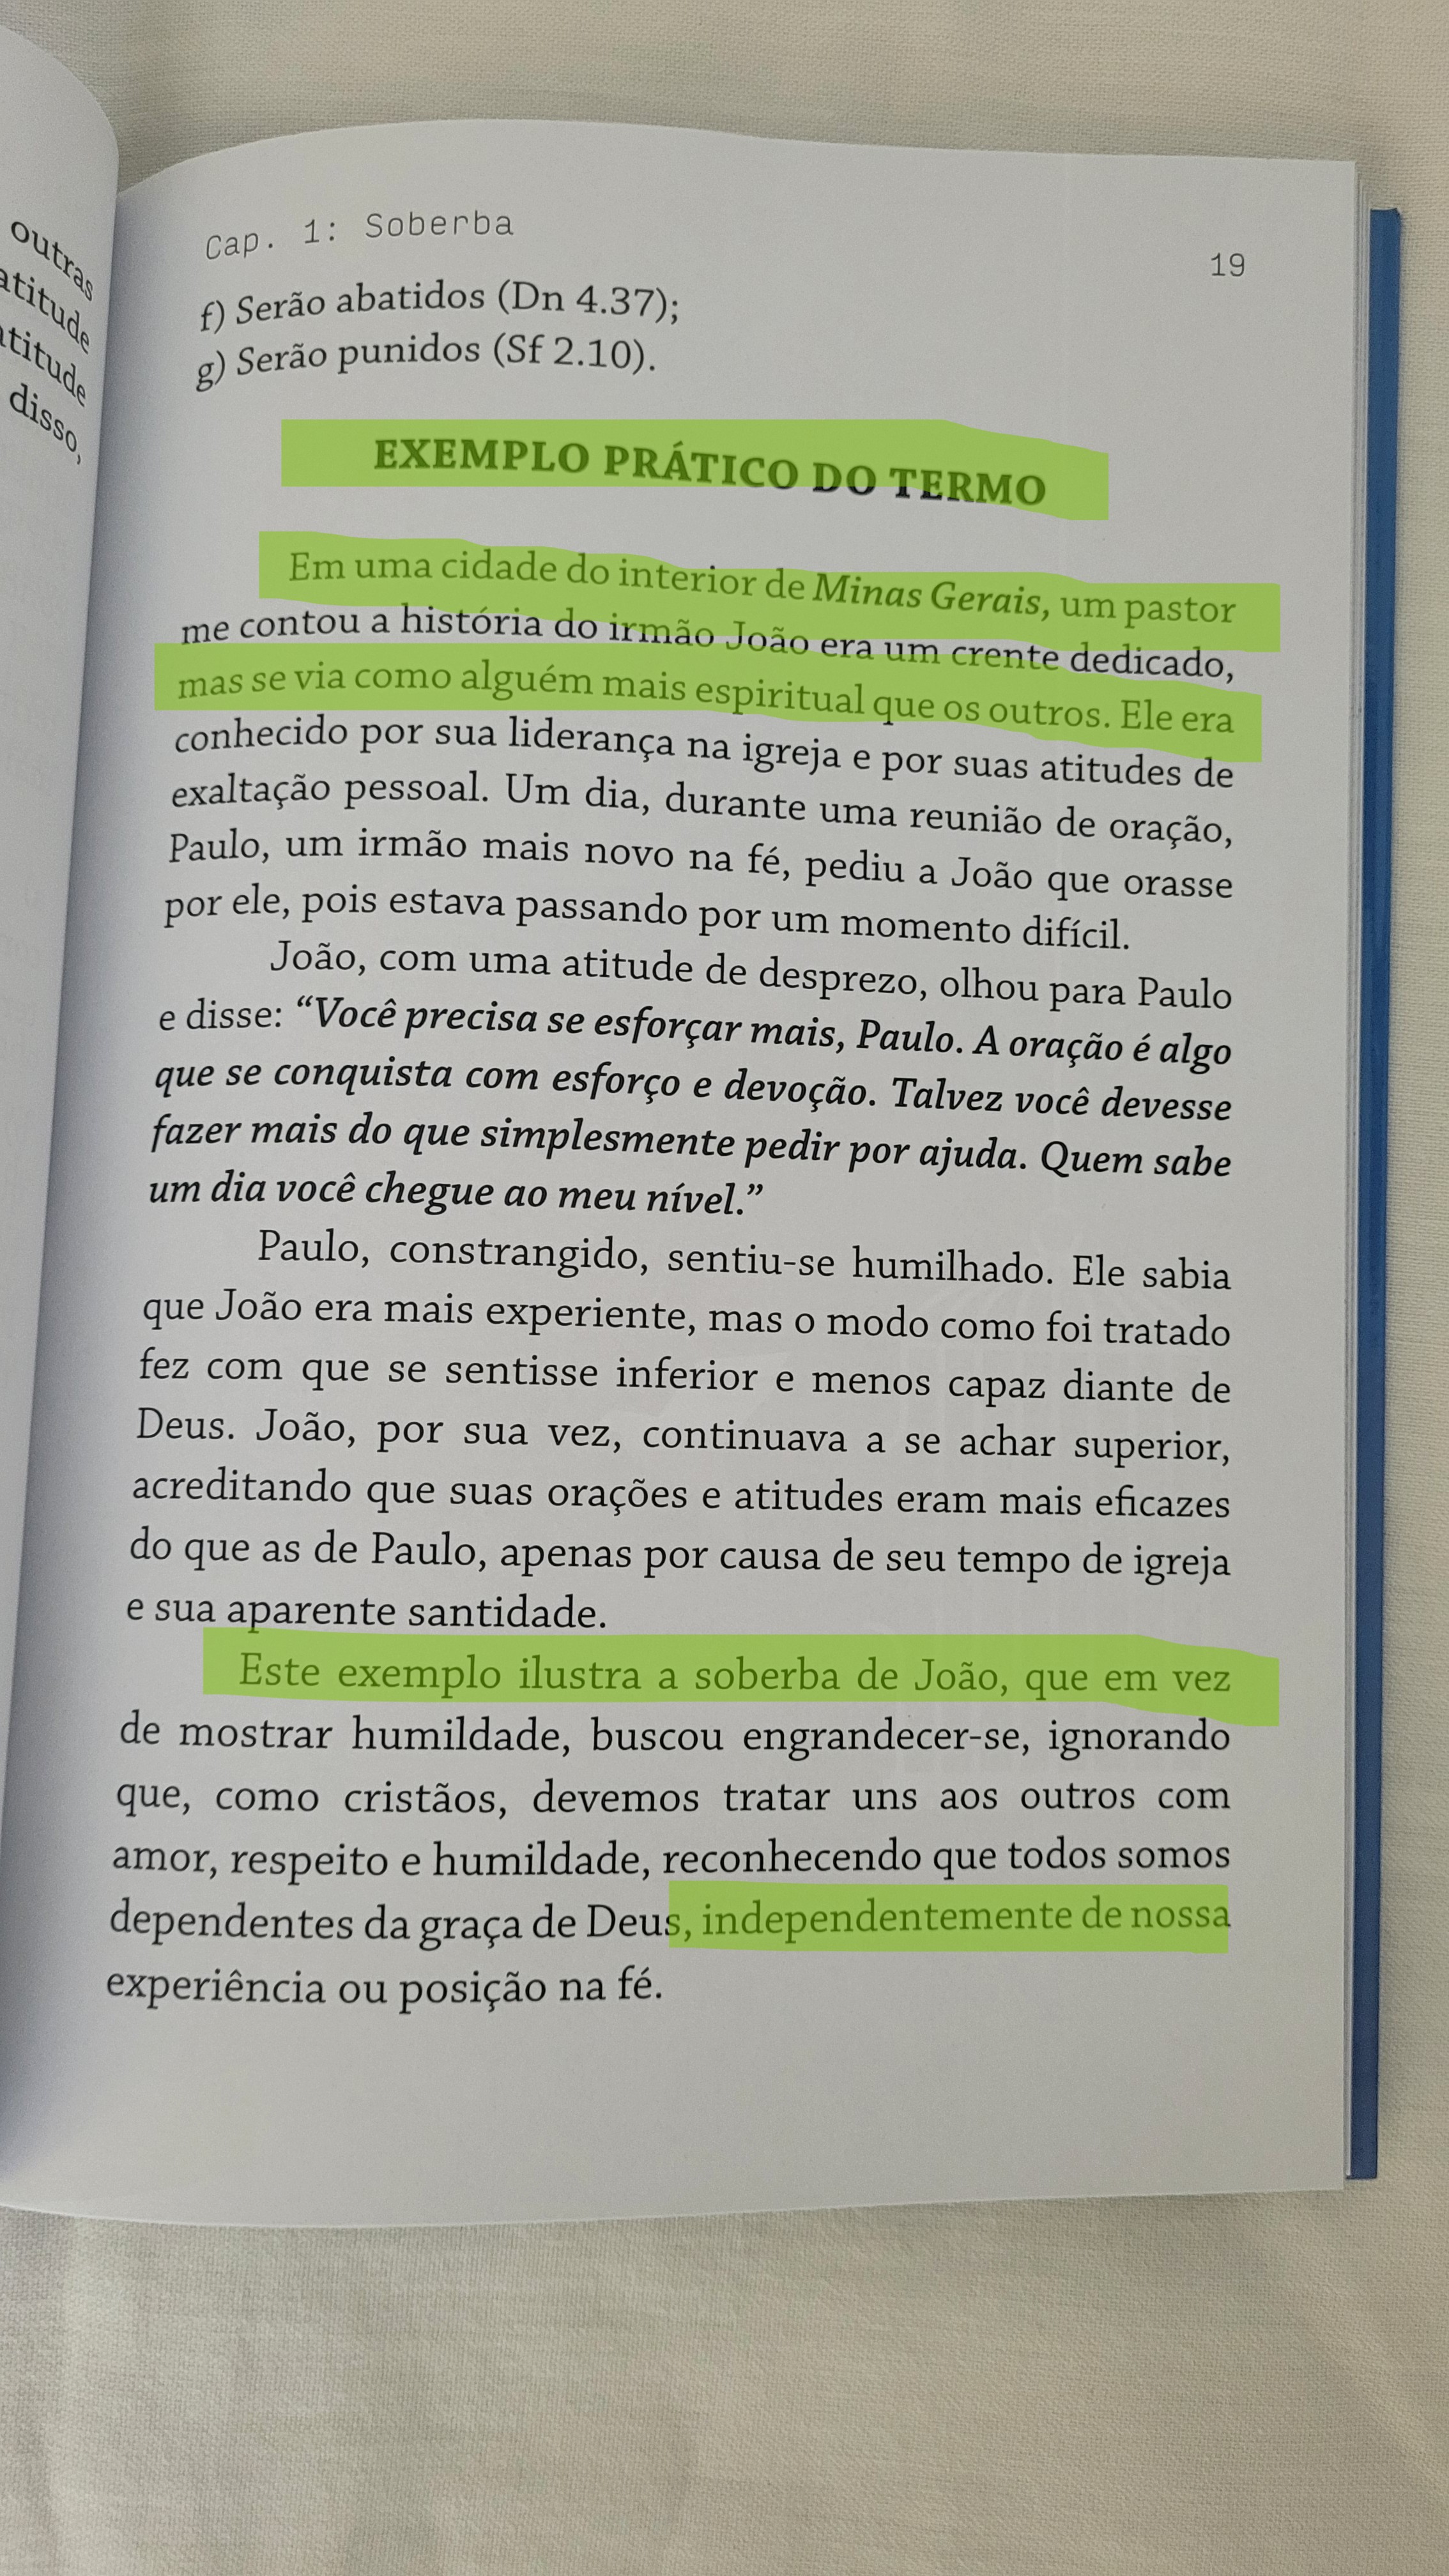 outras
atitude
atitude
disso,
Cap. 1: Soberba
19
f) Serão abatidos (Dn 4.37);
g) Serão punidos (Sf 2.10).
EXEMPLO PRÁTICO DO TERMO
Em uma cidade do interior de Minas Gerais, um pastor
me contou a história do irmão João era um crente dedicado,
mas se via como alguém mais espiritual que os outros. Ele era
conhecido por sua liderança na igreja e por suas atitudes de
exaltação pessoal. Um dia, durante uma reunião de oração,
Paulo, um irmão mais novo na fé, pediu a João que orasse
por ele, pois estava passando por um momento difícil.
João, com uma atitude de desprezo, olhou para Paulo
e disse: “Você precisa se esforçar mais, Paulo. A oração é algo
que se conquista com esforço e devoção. Talvez você devesse
fazer mais do que simplesmente pedir por ajuda. Quem sabe
um dia você chegue ao meu nível.”
Paulo, constrangido, sentiu-se humilhado. Ele sabia
que João era mais experiente, mas o modo como foi tratado
fez com que se sentisse inferior e menos capaz diante de
Deus. João, por sua vez, continuava a se achar superior,
acreditando que suas orações e atitudes eram mais eficazes
do que as de Paulo, apenas por causa de seu tempo de igreja
e sua aparente santidade.
Este exemplo ilustra a soberba de João, que em vez
de mostrar humildade, buscou engrandecer-se, ignorando
que, como cristãos, devemos tratar uns aos outros com
amor, respeito e humildade, reconhecendo que todos somos
dependentes da graça de Deus, independentemente de nossa
experiência ou posição na fé.